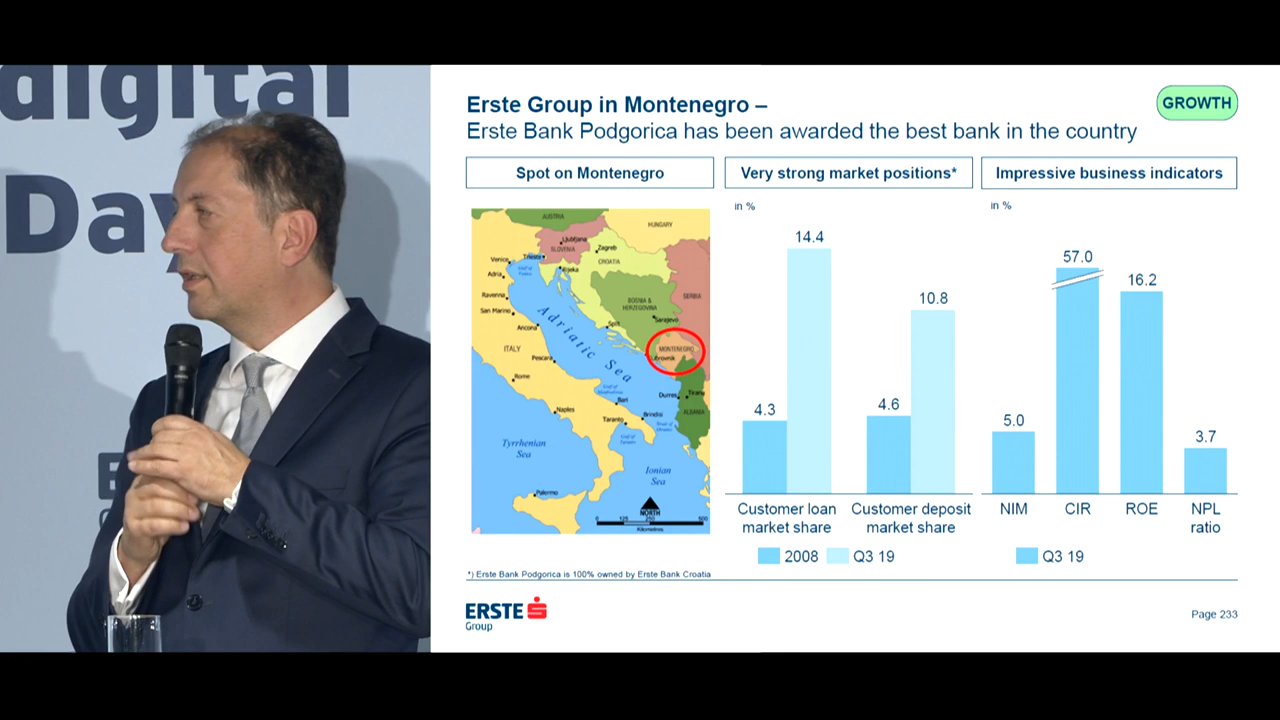 digital
Day
E
Erste Group in Montenegro –
Erste Bank Podgorica has been awarded the best bank in the country
GROWTH
Spot on Montenegro
Very strong market positions*
Impressive business indicators
AUSTRIA
HUNGARY
Ljubljana
SLOVENIA
Zagreb
Trieste
Venice
CROATIA
Rijeka
Adria
Ravenna
BOSNIA &
HERZEGOVINA
SERBIA
San Marino
Split
Sarajevo
Ancona
Adriatic Sea
ITALY
MONTENEGRO
Pescara
Dubrovnik
Rome
Durres
Tirana
Bari
Naples
Taranto
Brindisi
ALBANIA
Tyrrhenian
Sea
Ionian
Sea
Palermo
NORTH
0 125 250 500
Kilometres
in %
14.4
10.8
4.3
4.6
Customer loan
market share
Customer deposit
market share
2008
Q3 19
in %
57.0
16.2
5.0
3.7
NIM
CIR
ROE
NPL
ratio
Q3 19
*) Erste Bank Podgorica is 100% owned by Erste Bank Croatia
ERSTE
Group
Page 233